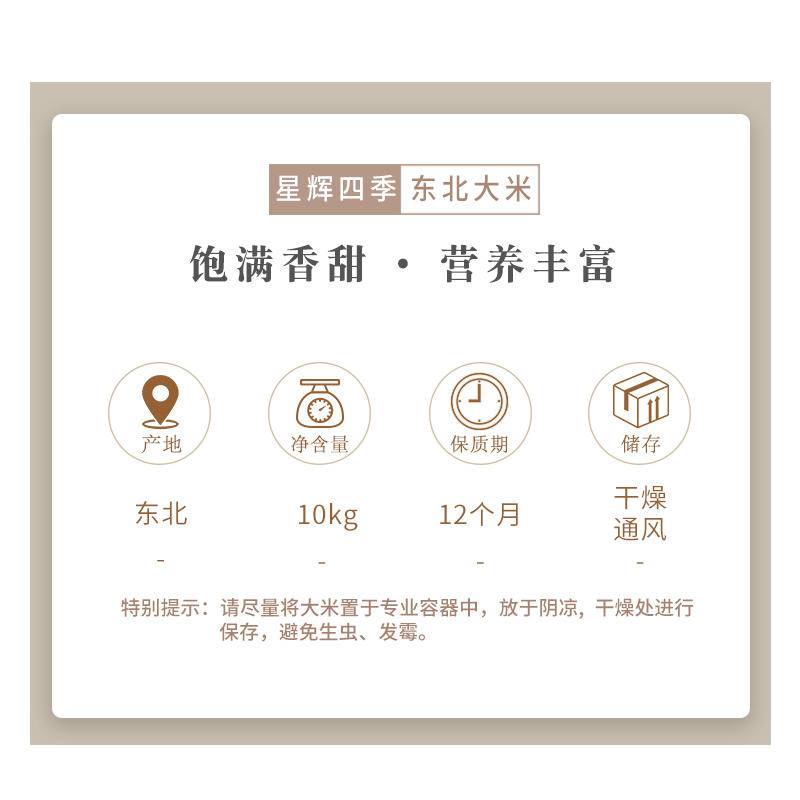 星辉四季 东北大米
饱满香甜 · 营养丰富
产地 净含量 保质期 储存
东北 10kg 12个月 干燥
通风
- - - -
特别提示：请尽量将大米置于专业容器中，放于阴凉, 干燥处进行
保存，避免生虫、发霉。